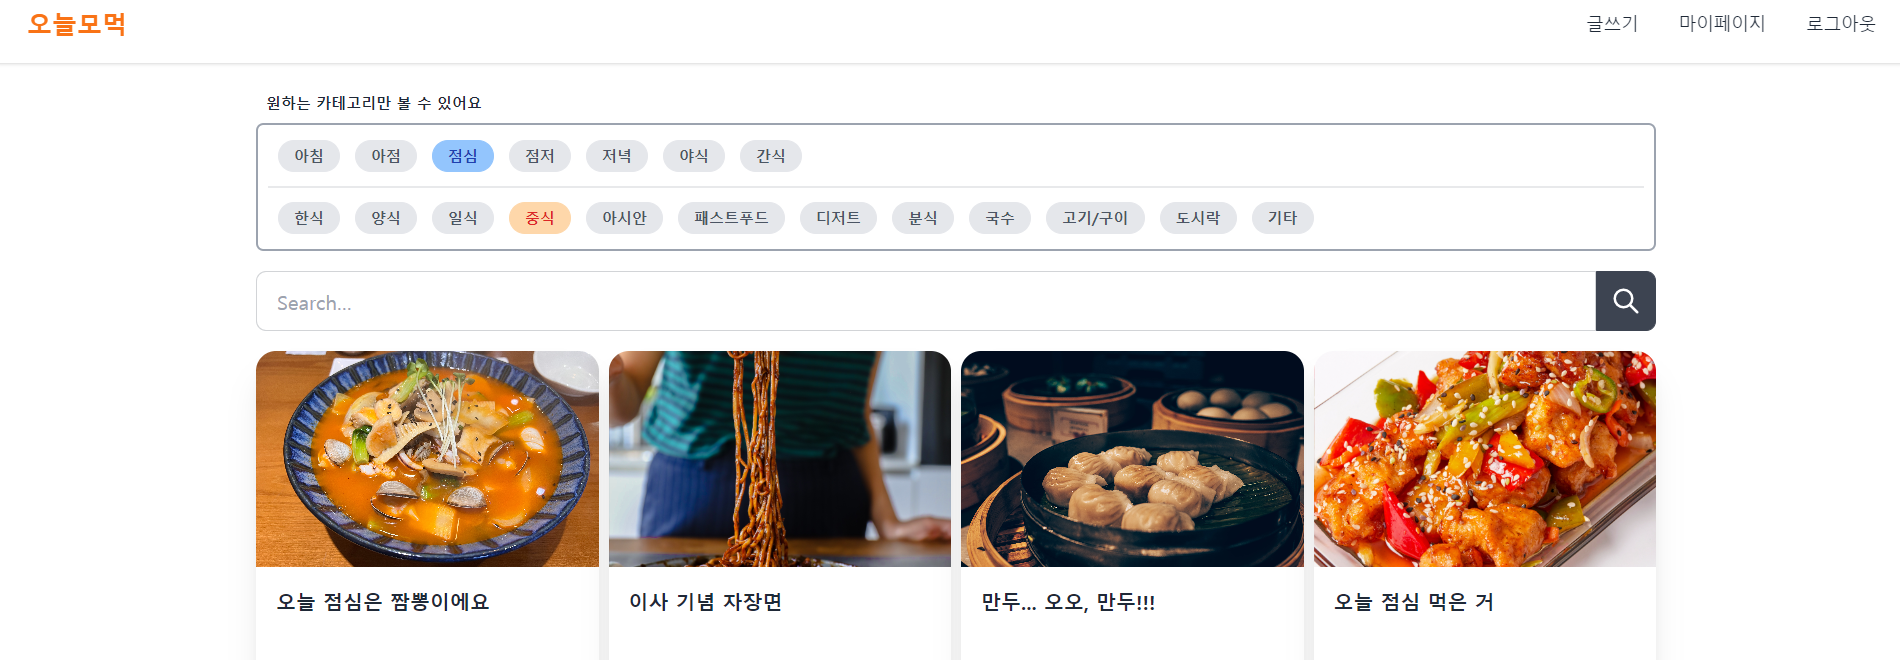 오늘모먹
글쓰기 마이페이지 로그아웃
원하는 카테고리만 볼 수 있어요
아침 아점 점심 점저 저녁 야식 간식
한식 양식 일식 중식 아시안 패스트푸드 디저트 분식 국수 고기/구이 도시락 기타
Search...
오늘 점심은 짬뽕이에요
이사 기념 자장면
만두... 오오, 만두!!!
오늘 점심 먹은 거